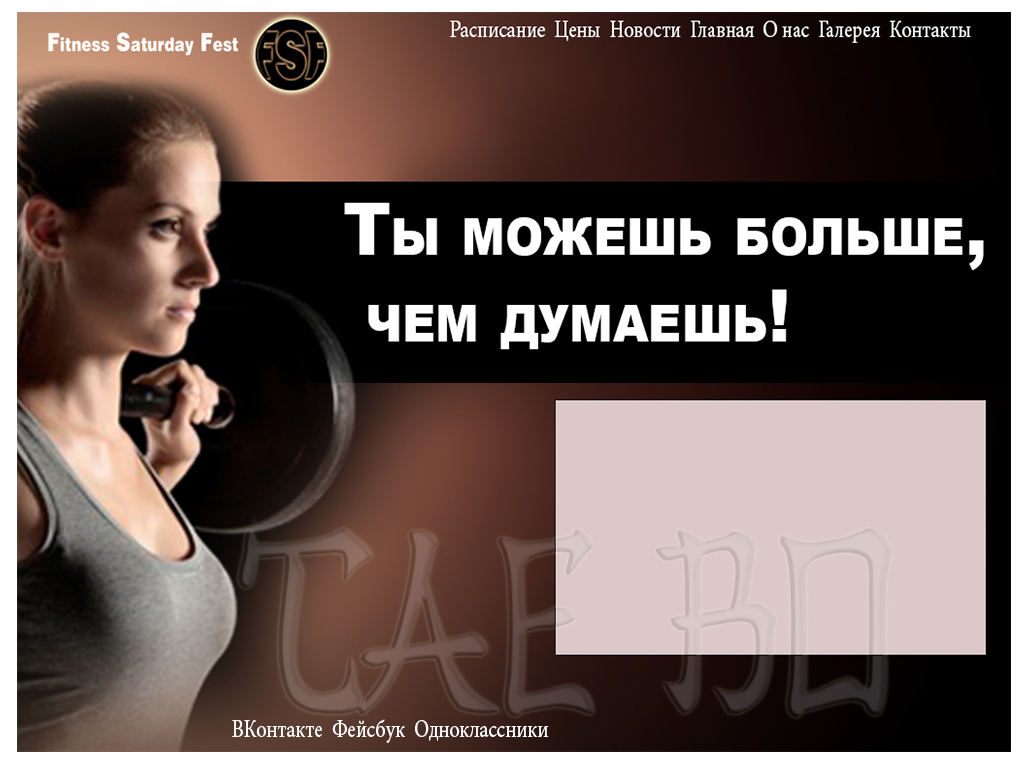 Fitness Saturday Fest
FSF
Расписание Цены Новости Главная О нас Галерея Контакты
Ты можешь больше,
чем думаешь!
TAE BO
ВКонтакте Фейсбук Одноклассники